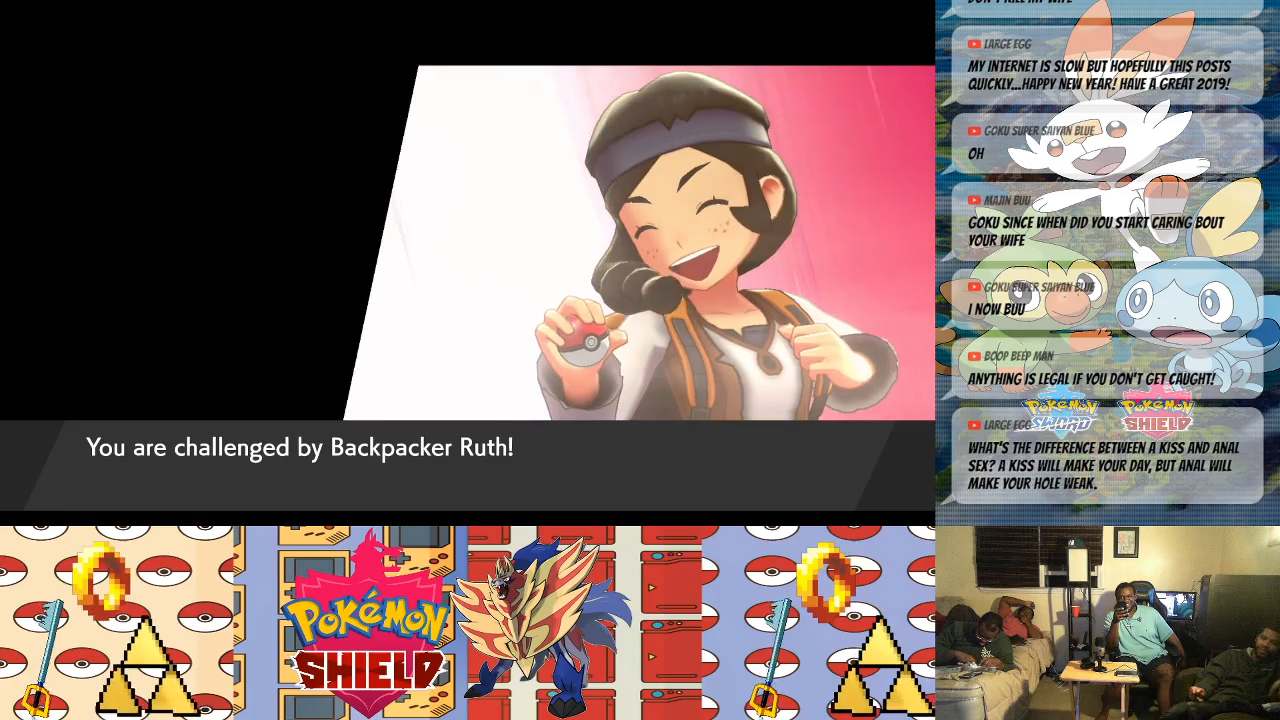 You are challenged by Backpacker Ruth!
LARGE EGG
MY INTERNET IS SLOW BUT HOPEFULLY THIS POSTS
QUICKLY...HAPPY NEW YEAR! HAVE A GREAT 2019!
GOKU SUPER SAIYAN BLUE
OH
MAJIN BUU
GOKU SINCE WHEN DID YOU START CARING BOUT
YOUR WIFE
GOKU SUPER SAIYAN BLUE
I NOW BUU
BOOP BEEP MAN
ANYTHING IS LEGAL IF YOU DON'T GET CAUGHT!
POKÉMON SWORD
POKÉMON SHIELD
LARGE EGG
WHAT'S THE DIFFERENCE BETWEEN A KISS AND ANAL
SEX? A KISS WILL MAKE YOUR DAY, BUT ANAL WILL
MAKE YOUR HOLE WEAK.
POKÉMON
SHIELD